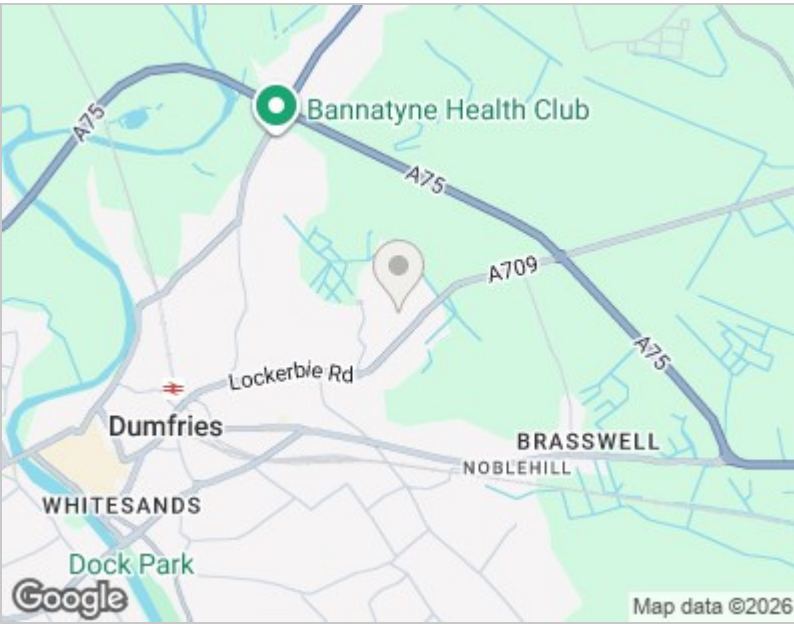 A75
Bannatyne Health Club
A75
A709
A75
Lockerbie Rd
Dumfries
BRASSWELL
NOBLEHILL
WHITESANDS
Dock Park
Google
Map data ©2026